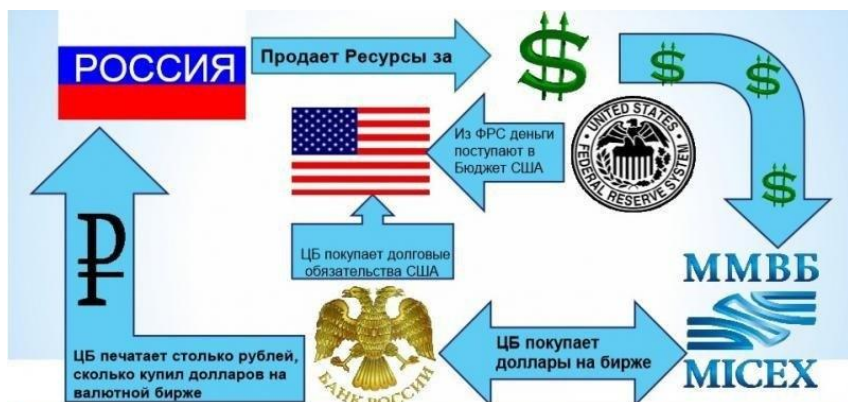 РОССИЯ
Продает Ресурсы за
$
$
$
$
Из ФРС деньги
поступают в
Бюджет США
UNITED STATES
FEDERAL RESERVE SYSTEM
ЦБ покупает долговые
обязательства США
₽
ММВБ
MICEX
ЦБ покупает
доллары на бирже
ЦБ печатает столько рублей,
сколько купил долларов на
валютной бирже
БАНК РОССИИ